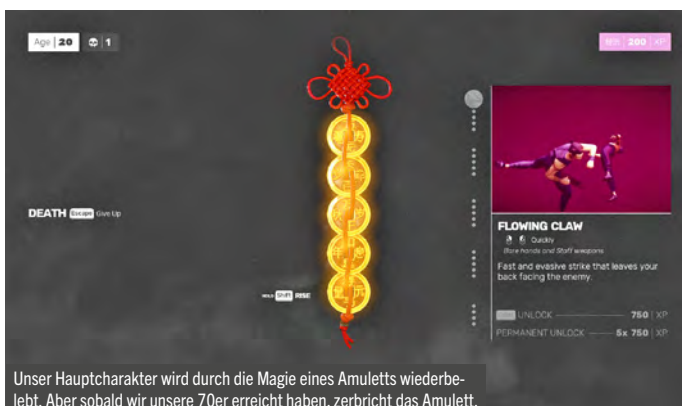 Age 20
1
200 XP
DEATH Escape Give Up
HOLD Shift RISE
FLOWING CLAW
Quickly
Bare hands and Staff weapons
Fast and evasive strike that leaves your
back facing the enemy.
UNLOCK 750 XP
PERMANENT UNLOCK 5x 750 XP
Unser Hauptcharakter wird durch die Magie eines Amuletts wiederbe-
lebt. Aber sobald wir unsere 70er erreicht haben, zerbricht das Amulett.